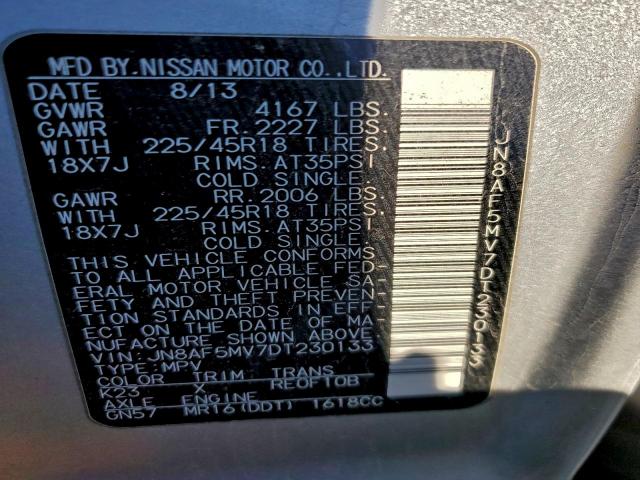 MFD BY.NISSAN MOTOR CO.,LTD.
DATE 8/13
GVWR 4167 LBS.
GAWR FR. 2227 LBS.
WITH 225/45R18 TIRES.
18X7J RIMS. AT35PSI
COLD SINGLE.
GAWR RR. 2006 LBS.
WITH 225/45R18 TIRES.
18X7J RIMS. AT35PSI
COLD SINGLE.
THIS VEHICLE CONFORMS
TO ALL APPLICABLE FED-
ERAL MOTOR VEHICLE SA-
FETY AND THEFT PREVEN-
TION STANDARDS IN EFF-
ECT ON THE DATE OF MA
NUFACTURE SHOWN ABOVE.
VIN: JN8AF5MV7DT230133
TYPE: MPV
COLOR TRIM TRANS
K23 X RE0F10B
AXLE ENGINE
GN57 MR16(DDT) 1618CC
JN8AF5MV7DT230133